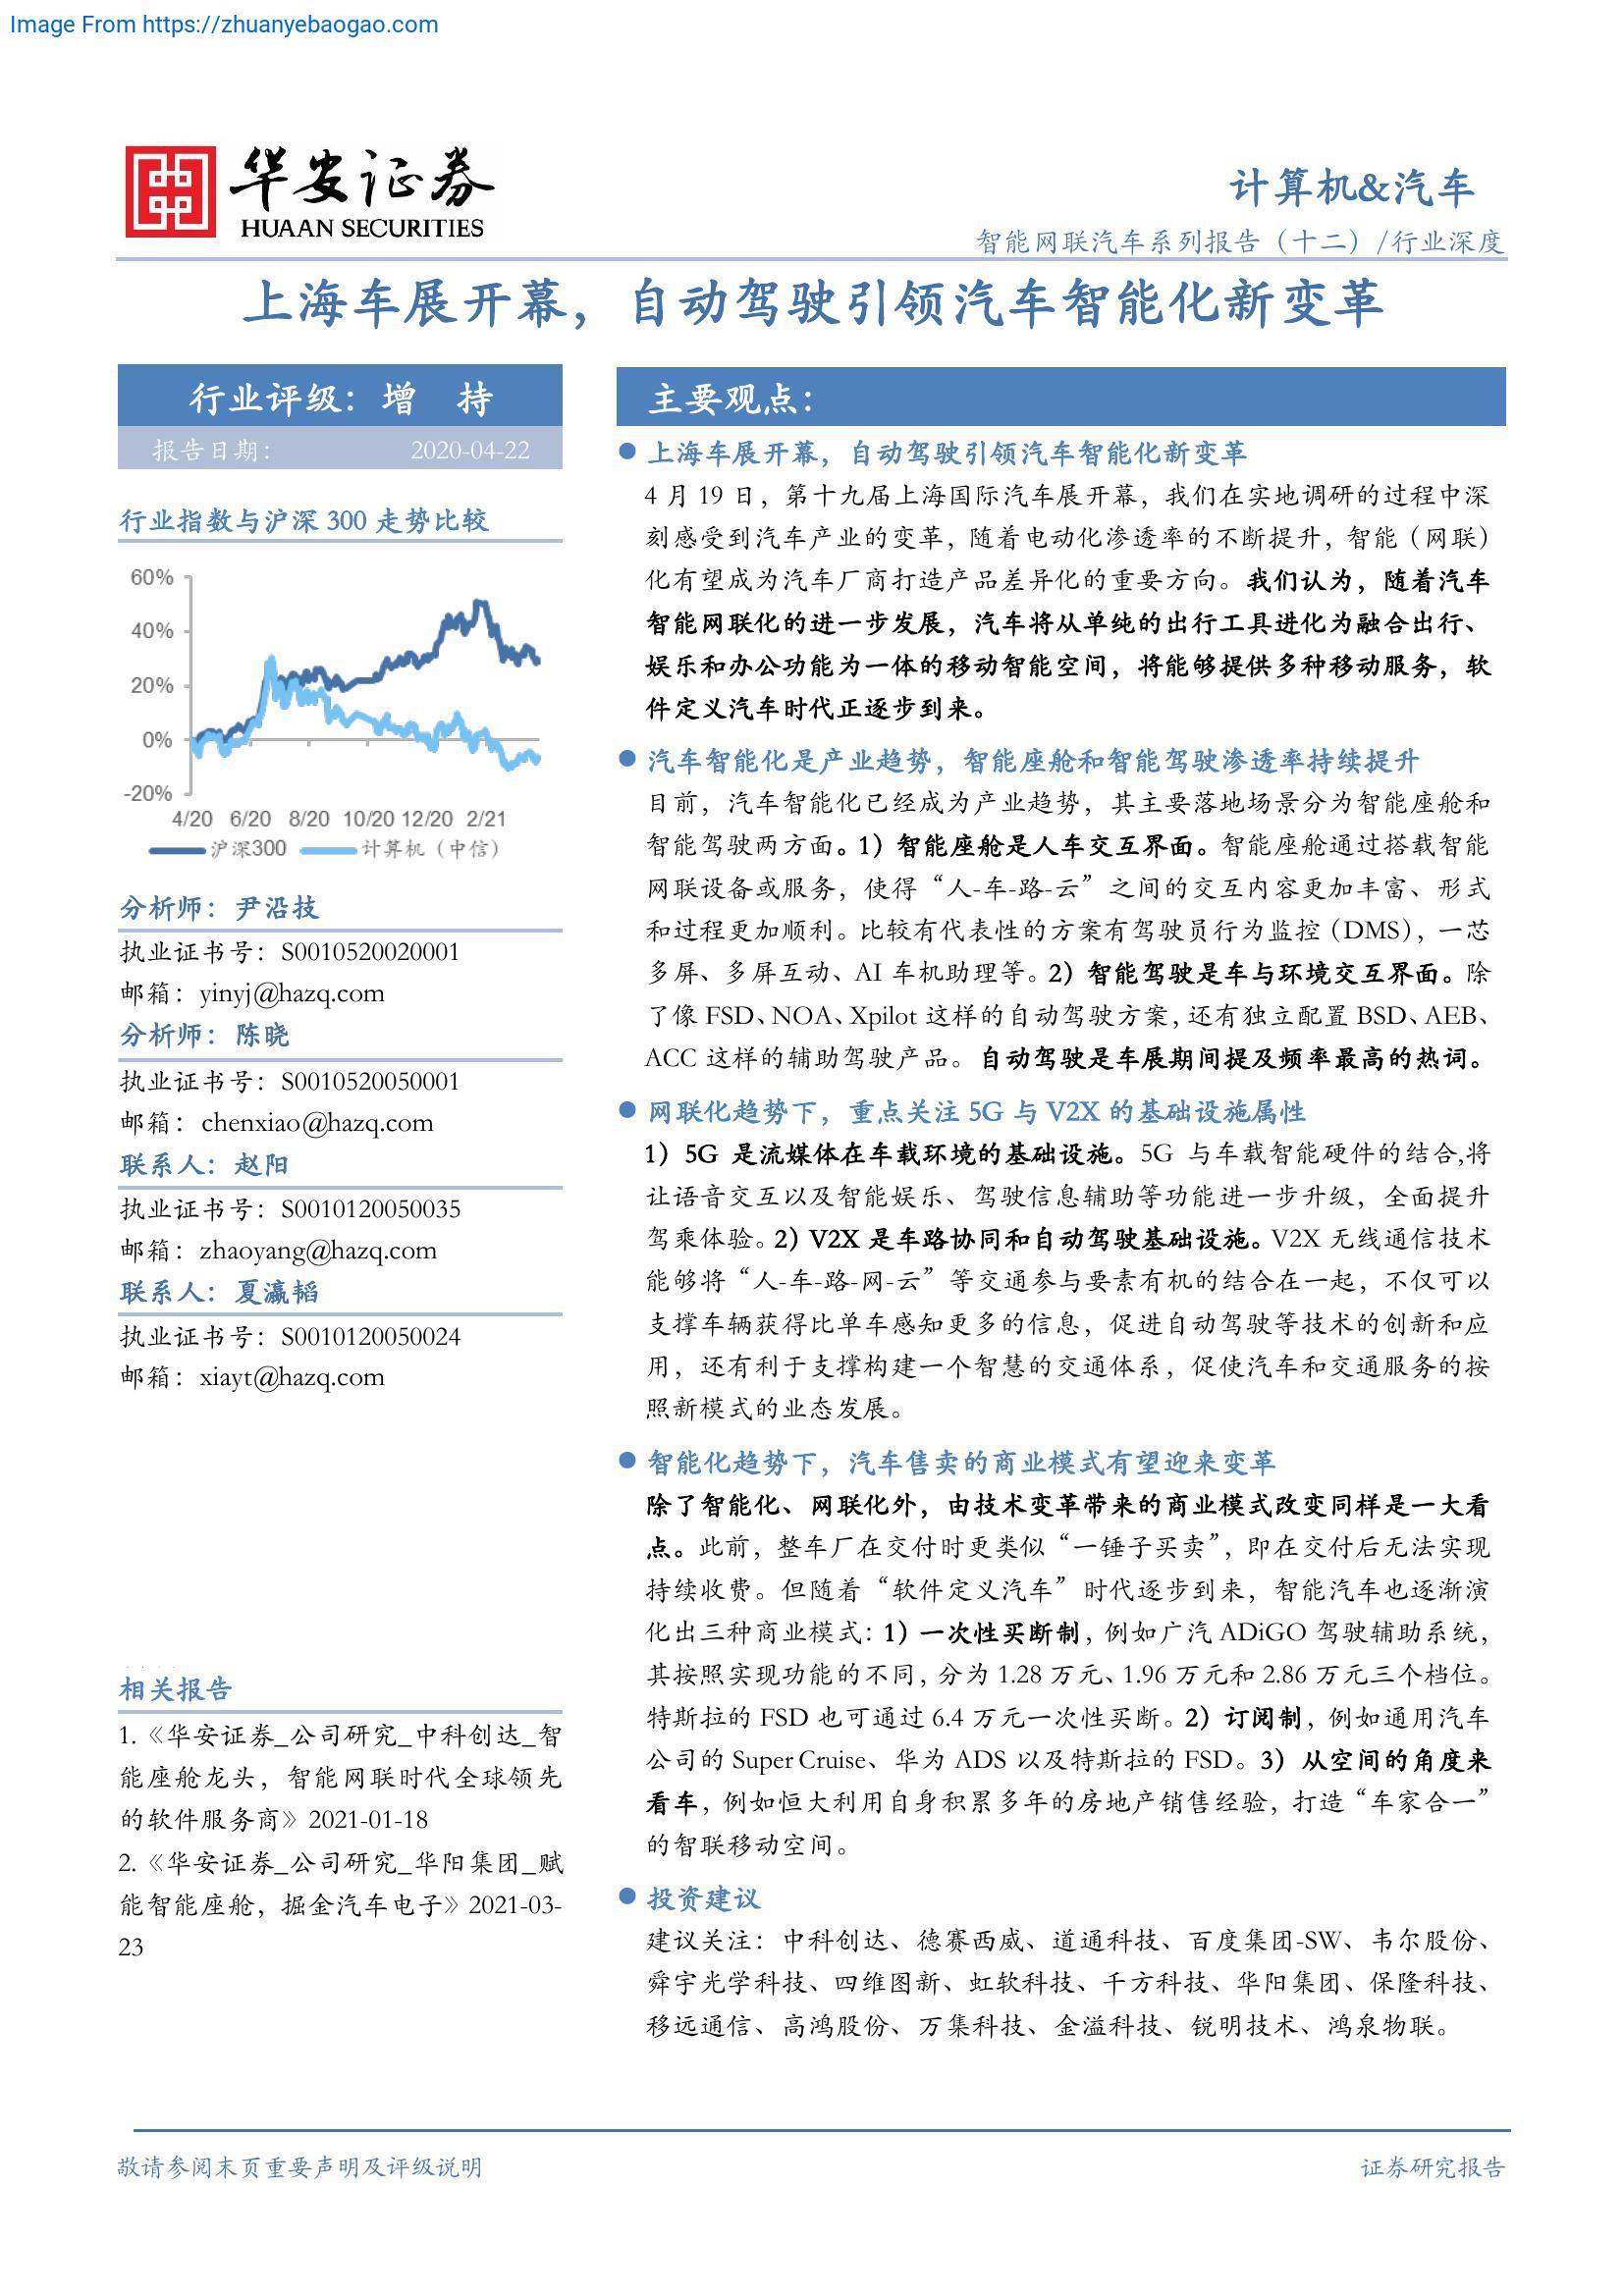 Image From https://zhuanyebaogao.com
华安证券
HUAAN SECURITIES
计算机&汽车
智能网联汽车系列报告（十二）/行业深度
上海车展开幕，自动驾驶引领汽车智能化新变革
行业评级：增 持
报告日期： 2020-04-22
行业指数与沪深 300 走势比较
60%
40%
20%
0%
-20%
4/20 6/20 8/20 10/20 12/20 2/21
沪深300 计算机（中信）
分析师：尹沿技
执业证书号：S0010520020001
邮箱：yinyj@hazq.com
分析师：陈晓
执业证书号：S0010520050001
邮箱：chenxiao@hazq.com
联系人：赵阳
执业证书号：S0010120050035
邮箱：zhaoyang@hazq.com
联系人：夏瀛韬
执业证书号：S0010120050024
邮箱：xiayt@hazq.com
相关报告
1.《华安证券_公司研究_中科创达_智
能座舱龙头，智能网联时代全球领先
的软件服务商》2021-01-18
2.《华安证券_公司研究_华阳集团_赋
能智能座舱，掘金汽车电子》2021-03-
23
主要观点：
● 上海车展开幕，自动驾驶引领汽车智能化新变革
4 月 19 日，第十九届上海国际汽车展开幕，我们在实地调研的过程中深
刻感受到汽车产业的变革，随着电动化渗透率的不断提升，智能（网联）
化有望成为汽车厂商打造产品差异化的重要方向。我们认为，随着汽车
智能网联化的进一步发展，汽车将从单纯的出行工具进化为融合出行、
娱乐和办公功能为一体的移动智能空间，将能够提供多种移动服务，软
件定义汽车时代正逐步到来。
● 汽车智能化是产业趋势，智能座舱和智能驾驶渗透率持续提升
目前，汽车智能化已经成为产业趋势，其主要落地场景分为智能座舱和
智能驾驶两方面。1）智能座舱是人车交互界面。智能座舱通过搭载智能
网联设备或服务，使得“人-车-路-云”之间的交互内容更加丰富、形式
和过程更加顺利。比较有代表性的方案有驾驶员行为监控（DMS），一芯
多屏、多屏互动、AI 车机助理等。2）智能驾驶是车与环境交互界面。除
了像 FSD、NOA、Xpilot 这样的自动驾驶方案，还有独立配置 BSD、AEB、
ACC 这样的辅助驾驶产品。自动驾驶是车展期间提及频率最高的热词。
● 网联化趋势下，重点关注 5G 与 V2X 的基础设施属性
1）5G 是流媒体在车载环境的基础设施。5G 与车载智能硬件的结合,将
让语音交互以及智能娱乐、驾驶信息辅助等功能进一步升级，全面提升
驾乘体验。2）V2X 是车路协同和自动驾驶基础设施。V2X 无线通信技术
能够将“人-车-路-网-云”等交通参与要素有机的结合在一起，不仅可以
支撑车辆获得比单车感知更多的信息，促进自动驾驶等技术的创新和应
用，还有利于支撑构建一个智慧的交通体系，促使汽车和交通服务的按
照新模式的业态发展。
● 智能化趋势下，汽车售卖的商业模式有望迎来变革
除了智能化、网联化外，由技术变革带来的商业模式改变同样是一大看
点。此前，整车厂在交付时更类似“一锤子买卖”，即在交付后无法实现
持续收费。但随着“软件定义汽车”时代逐步到来，智能汽车也逐渐演
化出三种商业模式：1）一次性买断制，例如广汽 ADiGO 驾驶辅助系统，
其按照实现功能的不同，分为 1.28 万元、1.96 万元和 2.86 万元三个档位。
特斯拉的 FSD 也可通过 6.4 万元一次性买断。2）订阅制，例如通用汽车
公司的 Super Cruise、华为 ADS 以及特斯拉的 FSD。3）从空间的角度来
看车，例如恒大利用自身积累多年的房地产销售经验，打造“车家合一”
的智联移动空间。
● 投资建议
建议关注：中科创达、德赛西威、道通科技、百度集团-SW、韦尔股份、
舜宇光学科技、四维图新、虹软科技、千方科技、华阳集团、保隆科技、
移远通信、高鸿股份、万集科技、金溢科技、锐明技术、鸿泉物联。
敬请参阅末页重要声明及评级说明
证券研究报告